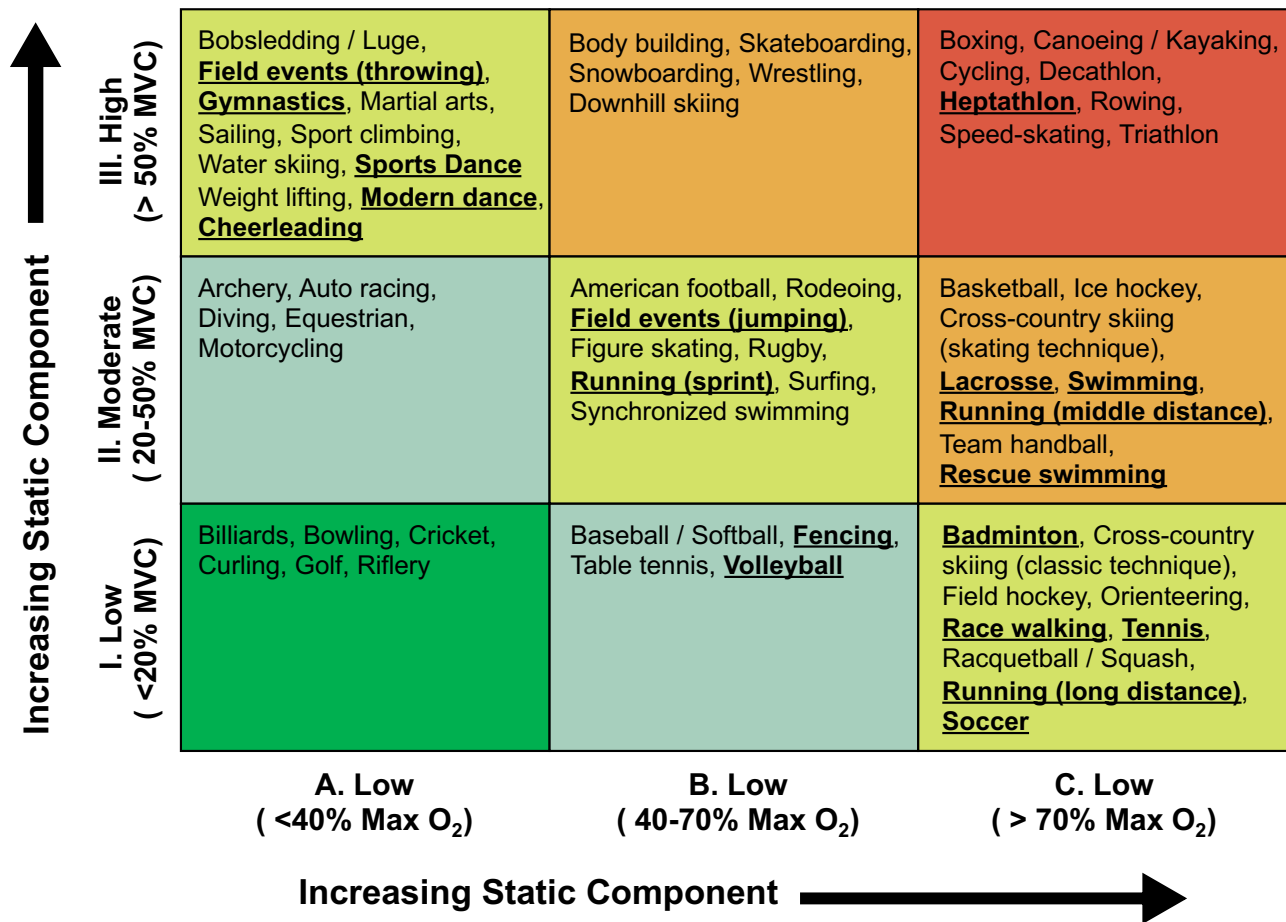 Increasing Static Component
III. High
(> 50% MVC)
Bobsledding / Luge,
Field events (throwing),
Gymnastics, Martial arts,
Sailing, Sport climbing,
Water skiing, Sports Dance
Weight lifting, Modern dance,
Cheerleading
Body building, Skateboarding,
Snowboarding, Wrestling,
Downhill skiing
Boxing, Canoeing / Kayaking,
Cycling, Decathlon,
Heptathlon, Rowing,
Speed-skating, Triathlon
II. Moderate
( 20-50% MVC)
Archery, Auto racing,
Diving, Equestrian,
Motorcycling
American football, Rodeoing,
Field events (jumping),
Figure skating, Rugby,
Running (sprint), Surfing,
Synchronized swimming
Basketball, Ice hockey,
Cross-country skiing
(skating technique),
Lacrosse, Swimming,
Running (middle distance),
Team handball,
Rescue swimming
I. Low
( <20% MVC)
Billiards, Bowling, Cricket,
Curling, Golf, Riflery
Baseball / Softball, Fencing,
Table tennis, Volleyball
Badminton, Cross-country
skiing (classic technique),
Field hockey, Orienteering,
Race walking, Tennis,
Racquetball / Squash,
Running (long distance),
Soccer
A. Low
( <40% Max O₂)
B. Low
( 40-70% Max O₂)
C. Low
( > 70% Max O₂)
Increasing Static Component